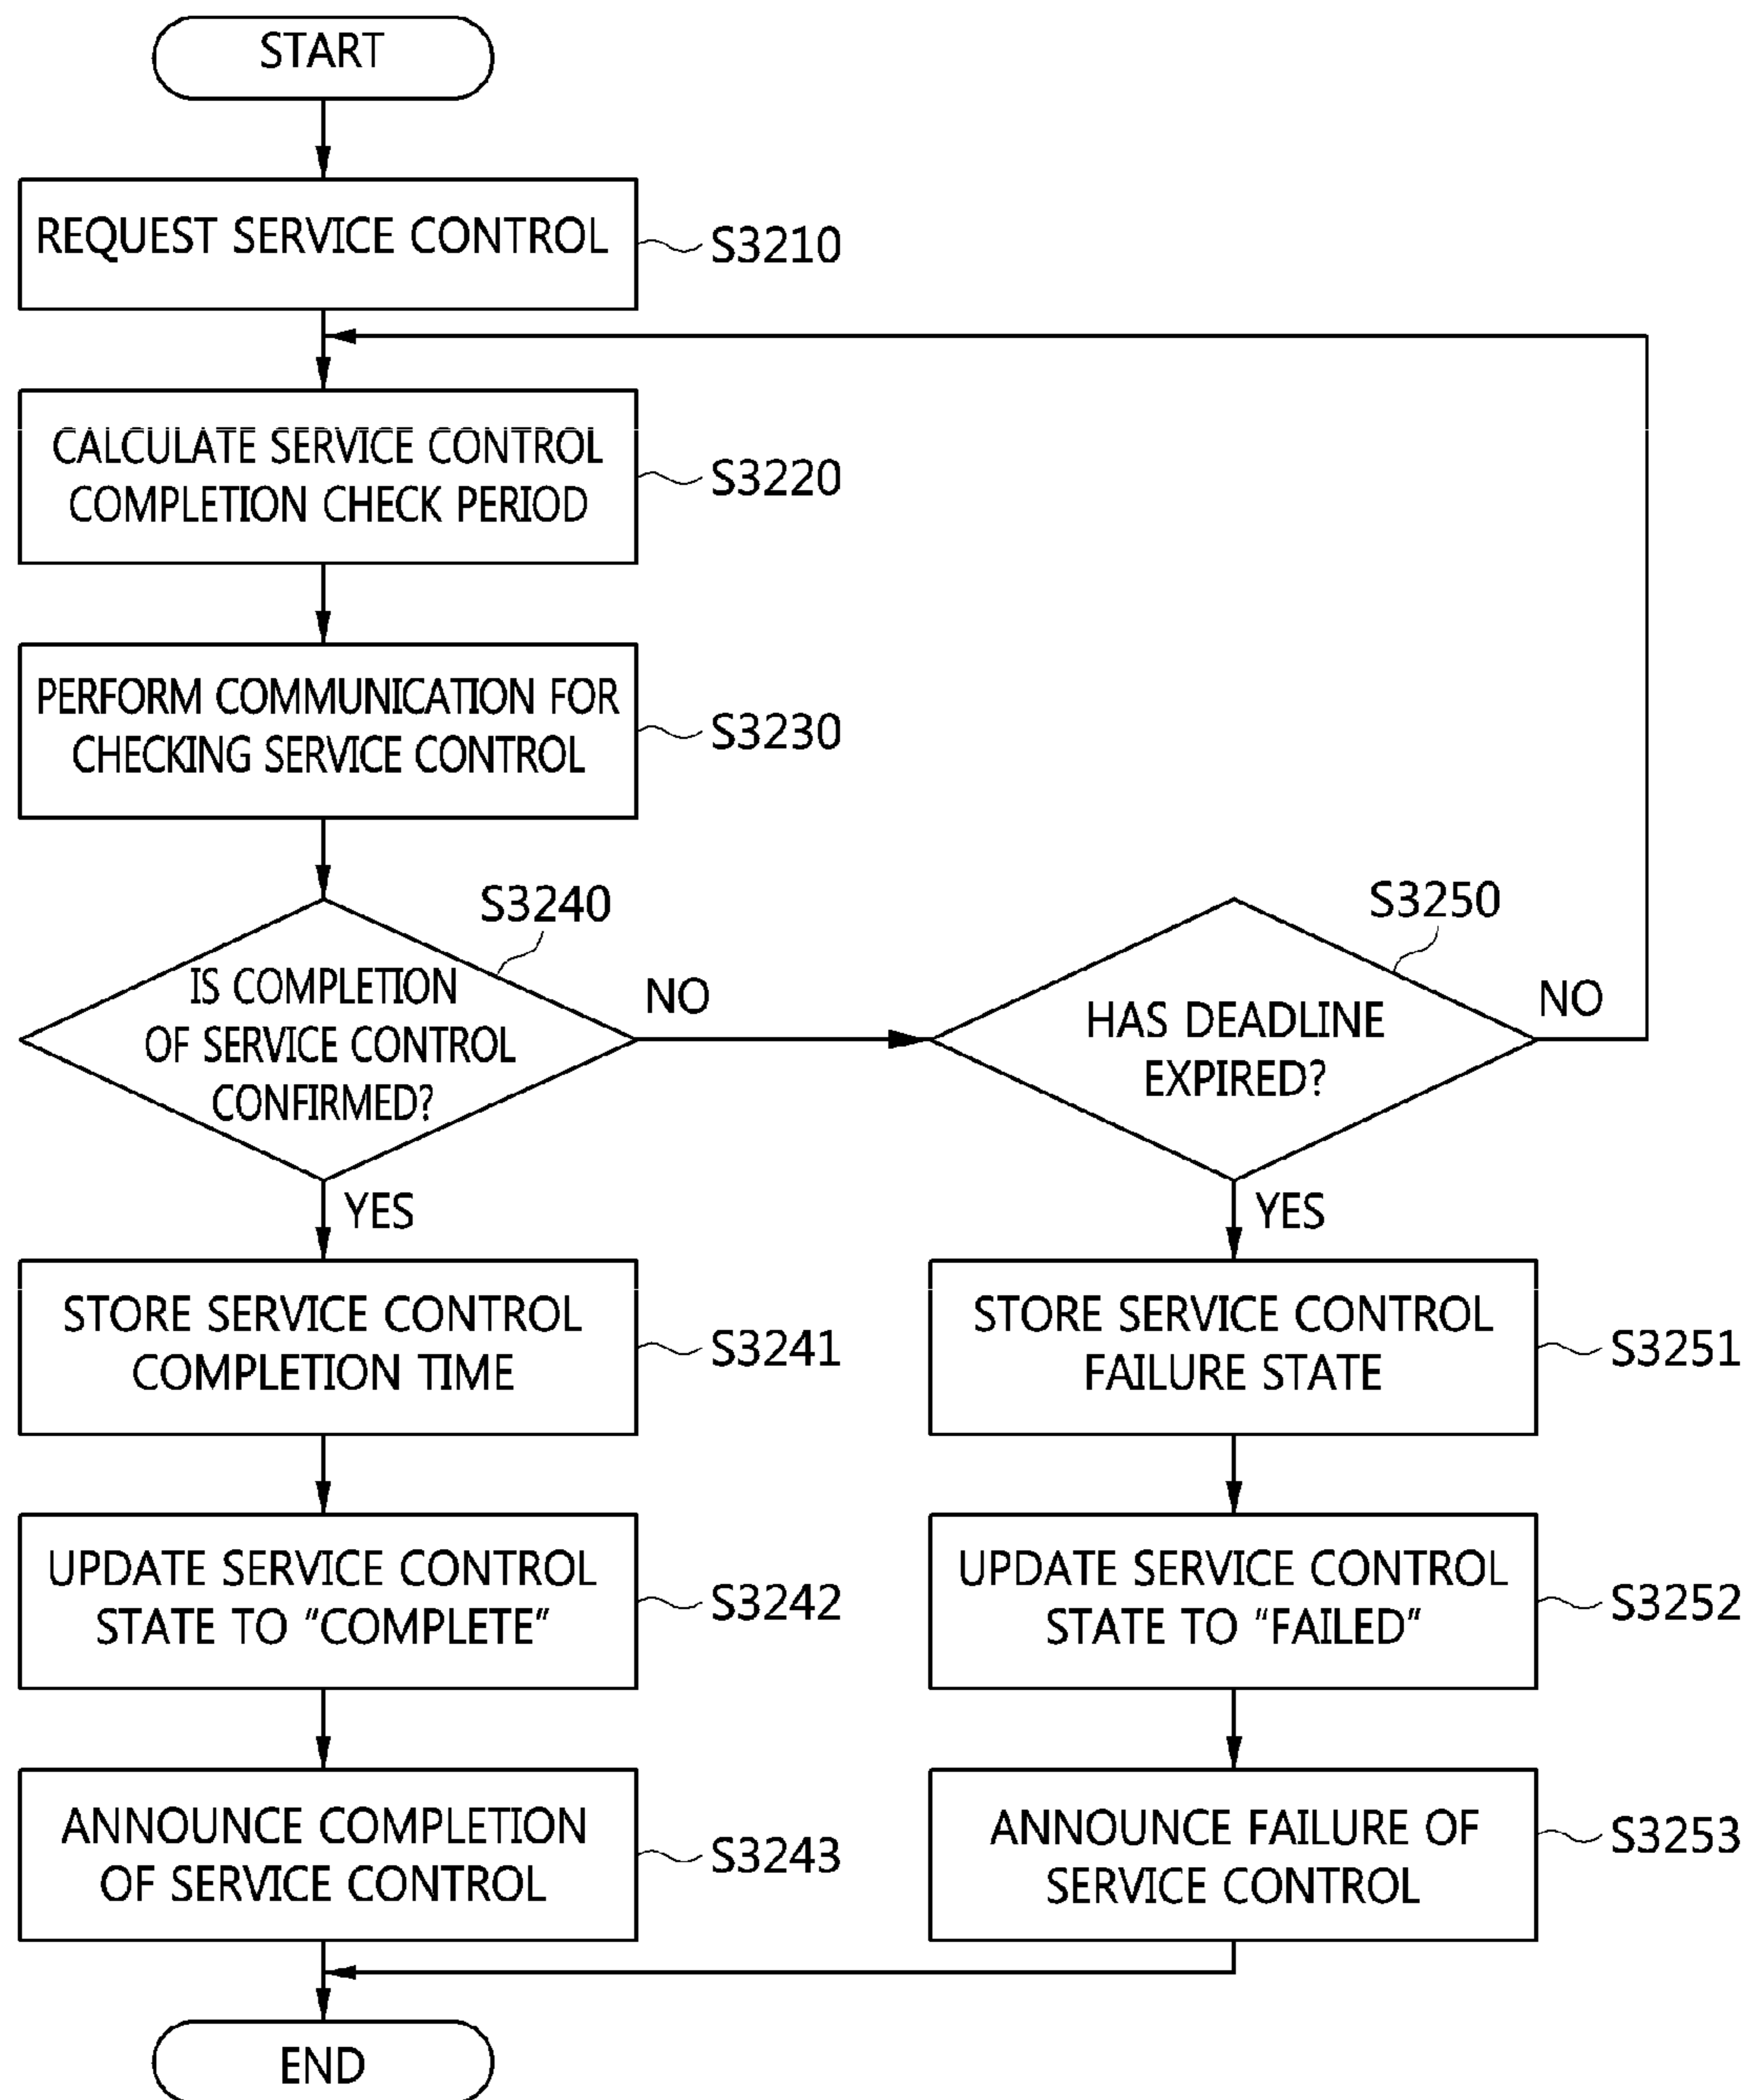 START
REQUEST SERVICE CONTROL
S3210
CALCULATE SERVICE CONTROL
COMPLETION CHECK PERIOD
S3220
PERFORM COMMUNICATION FOR
CHECKING SERVICE CONTROL
S3230
S3240
IS COMPLETION
OF SERVICE CONTROL
CONFIRMED?
NO
S3250
HAS DEADLINE
EXPIRED?
NO
YES
YES
STORE SERVICE CONTROL
COMPLETION TIME
S3241
STORE SERVICE CONTROL
FAILURE STATE
S3251
UPDATE SERVICE CONTROL
STATE TO "COMPLETE"
S3242
UPDATE SERVICE CONTROL
STATE TO "FAILED"
S3252
ANNOUNCE COMPLETION
OF SERVICE CONTROL
S3243
ANNOUNCE FAILURE OF
SERVICE CONTROL
S3253
END